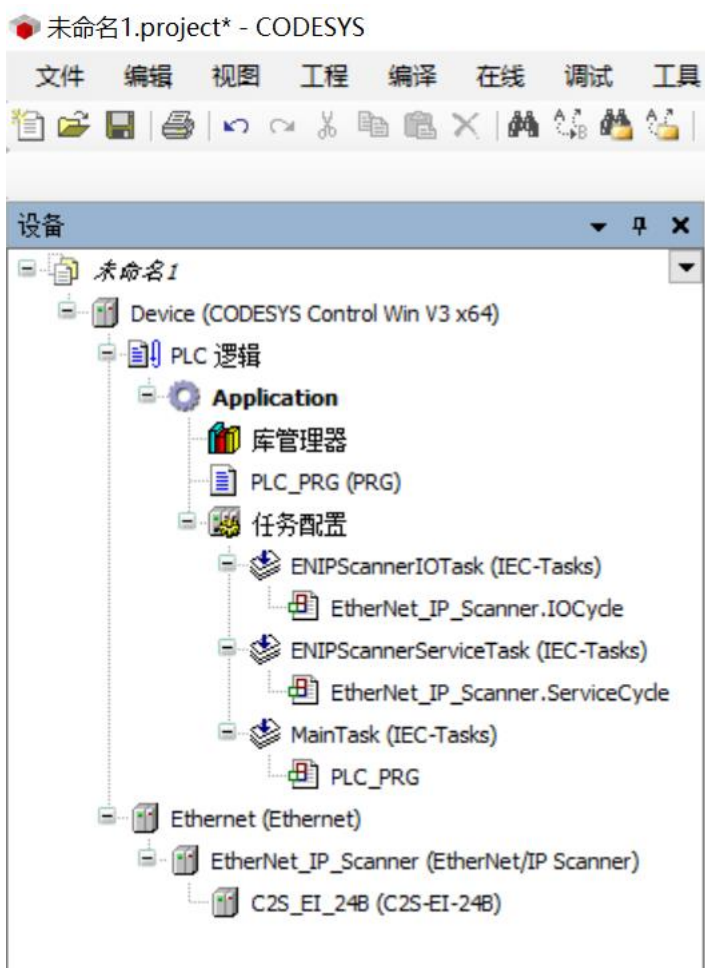 未命名1.project* - CODESYS
文件 编辑 视图 工程 编译 在线 调试 工具
设备
未命名1
Device (CODESYS Control Win V3 x64)
PLC 逻辑
Application
库管理器
PLC_PRG (PRG)
任务配置
ENIPScannerIOTask (IEC-Tasks)
EtherNet_IP_Scanner.IOCycle
ENIPScannerServiceTask (IEC-Tasks)
EtherNet_IP_Scanner.ServiceCycle
MainTask (IEC-Tasks)
PLC_PRG
Ethernet (Ethernet)
EtherNet_IP_Scanner (EtherNet/IP Scanner)
C2S_EI_24B (C2S-EI-24B)